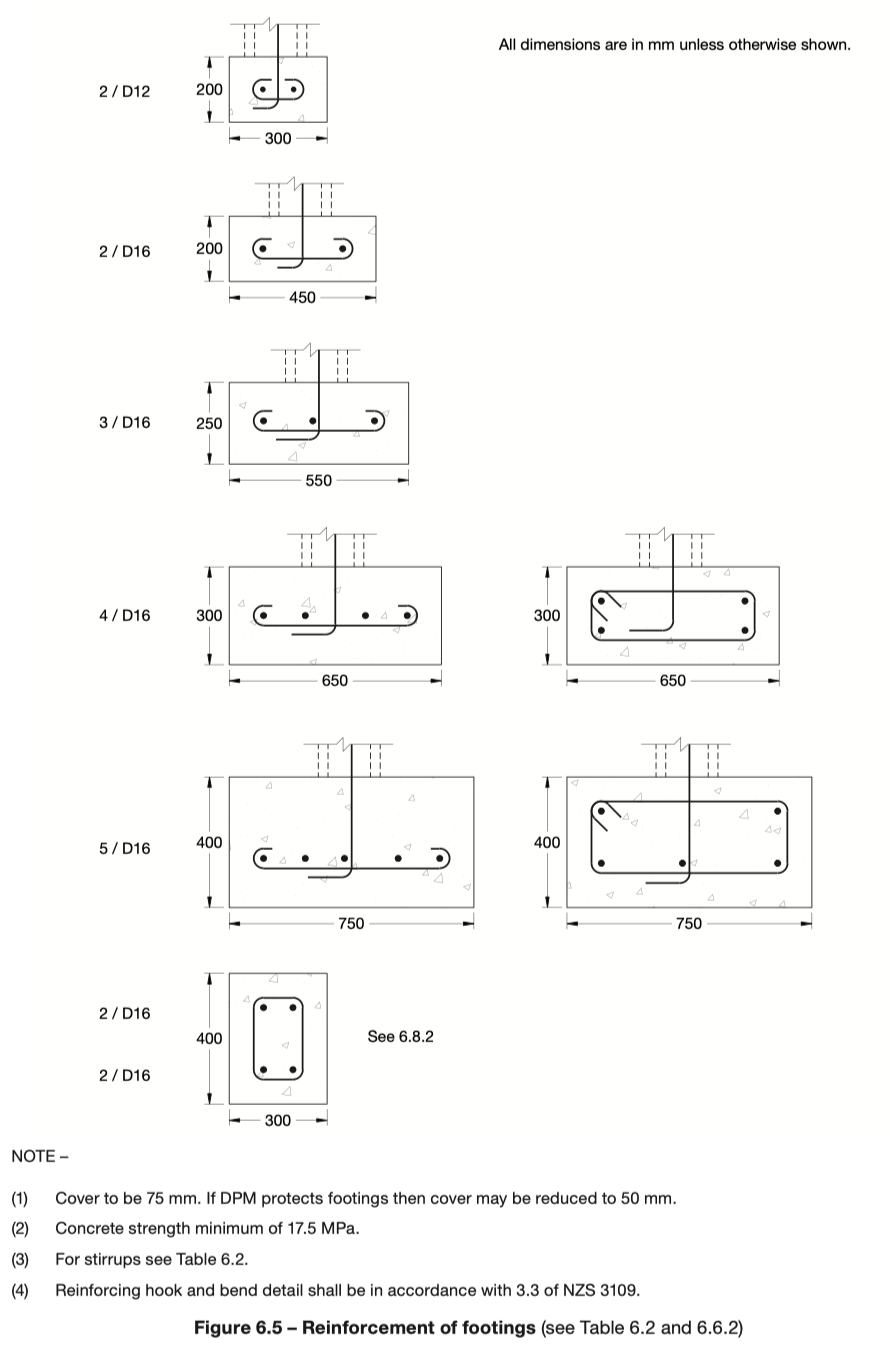 All dimensions are in mm unless otherwise shown.
2 / D12
200
300
2 / D16
200
450
3 / D16
250
550
4 / D16
300
650
300
650
5 / D16
400
750
400
750
2 / D16
400
See 6.8.2
2 / D16
300
NOTE –
(1) Cover to be 75 mm. If DPM protects footings then cover may be reduced to 50 mm.
(2) Concrete strength minimum of 17.5 MPa.
(3) For stirrups see Table 6.2.
(4) Reinforcing hook and bend detail shall be in accordance with 3.3 of NZS 3109.
Figure 6.5 – Reinforcement of footings (see Table 6.2 and 6.6.2)